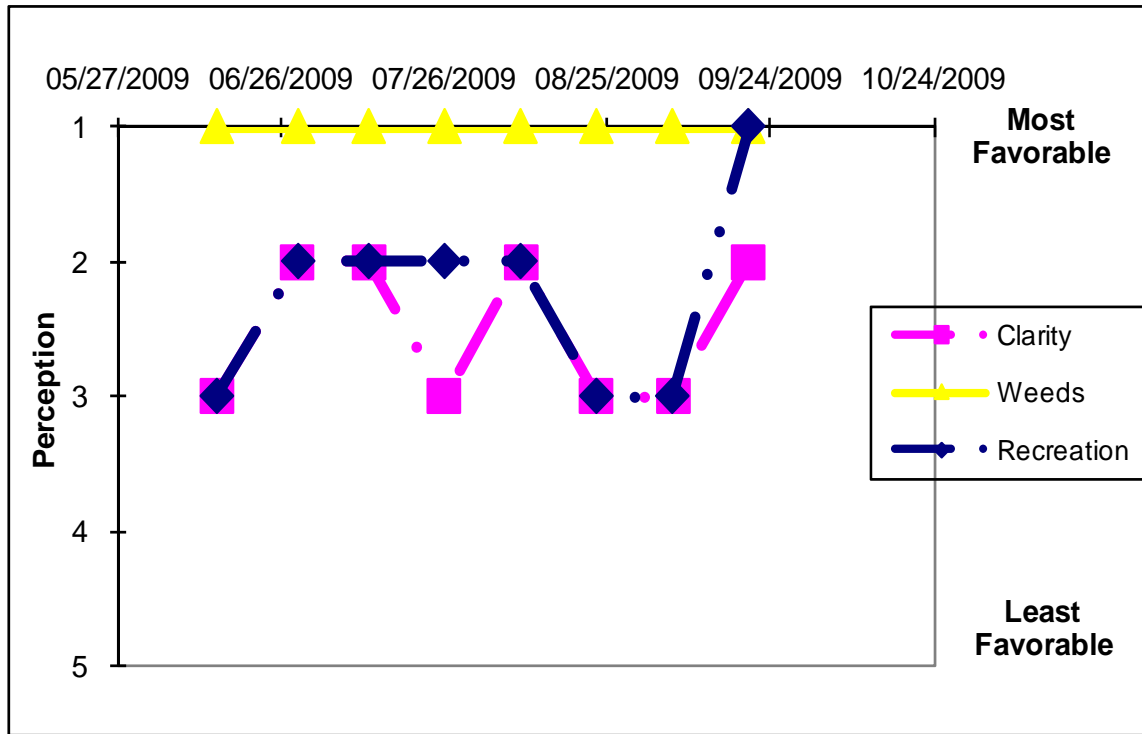 05/27/2009 06/26/2009 07/26/2009 08/25/2009 09/24/2009 10/24/2009
1
Most
Favorable
2
Clarity
3
Weeds
Perception
Recreation
4
Least
Favorable
5